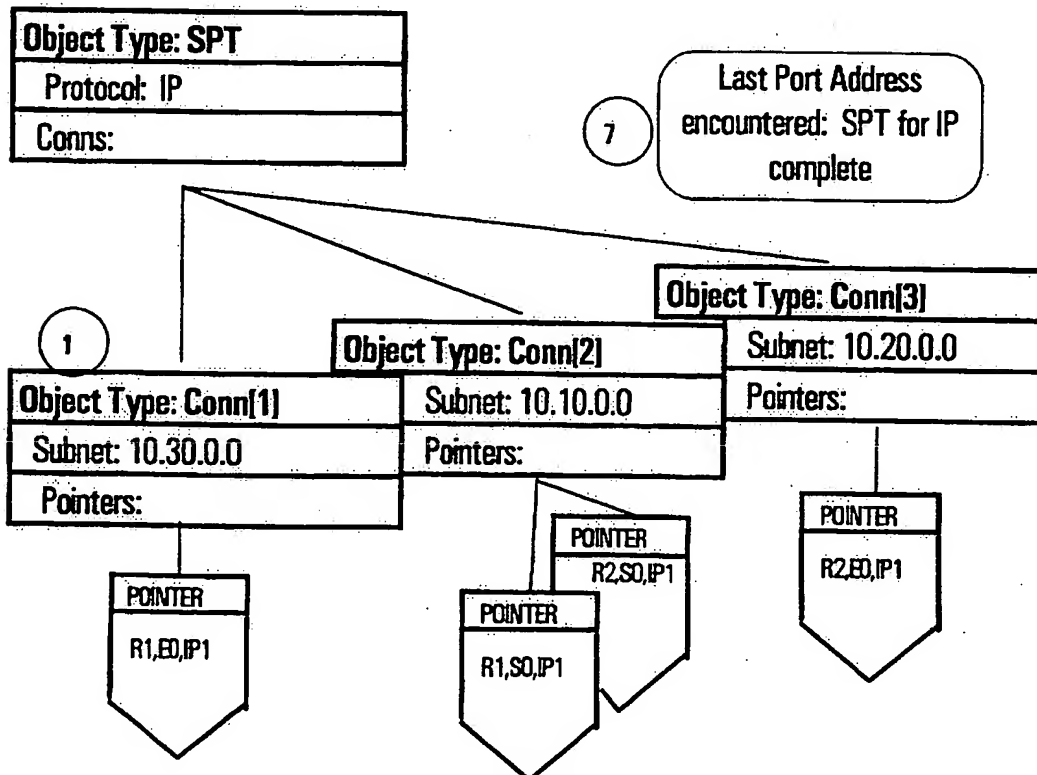 Object Type: SPT
Protocol: IP
Conns:
7
Last Port Address
encountered: SPT for IP
complete
1
Object Type: Conn[1]
Subnet: 10.30.0.0
Pointers:
Object Type: Conn[2]
Subnet: 10.10.0.0
Pointers:
Object Type: Conn[3]
Subnet: 10.20.0.0
Pointers:
POINTER
R1,E0,IP1
POINTER
R1,S0,IP1
POINTER
R2,S0,IP1
POINTER
R2,E0,IP1